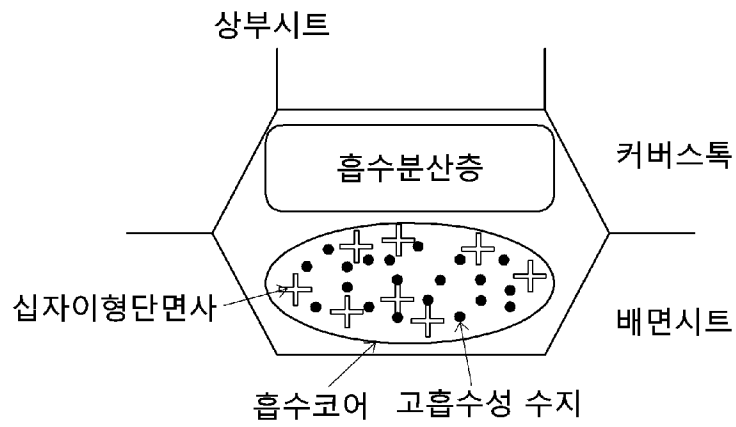 상부시트
흡수분산층
커버스톡
십자이형단면사
배면시트
흡수코어
고흡수성 수지